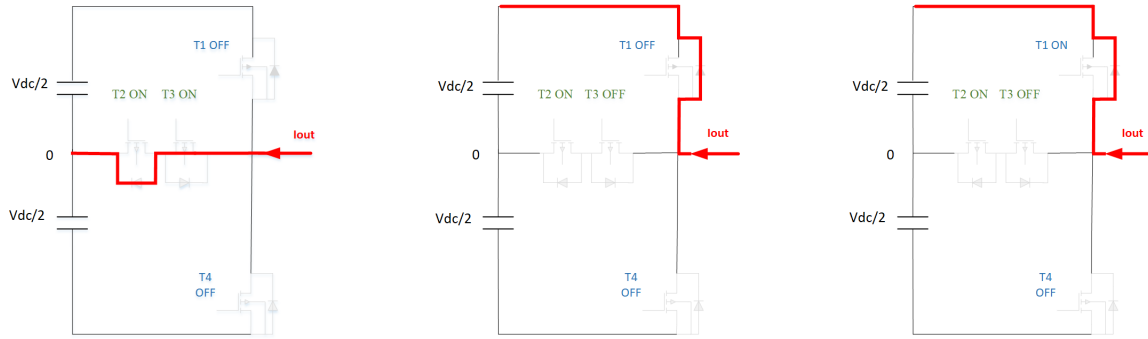 T1 OFF
Vdc/2
T2 ON T3 ON
Iout
0
Vdc/2
T4
OFF
T1 OFF
Vdc/2
T2 ON T3 OFF
Iout
0
Vdc/2
T4
OFF
T1 ON
Vdc/2
T2 ON T3 OFF
Iout
0
Vdc/2
T4
OFF